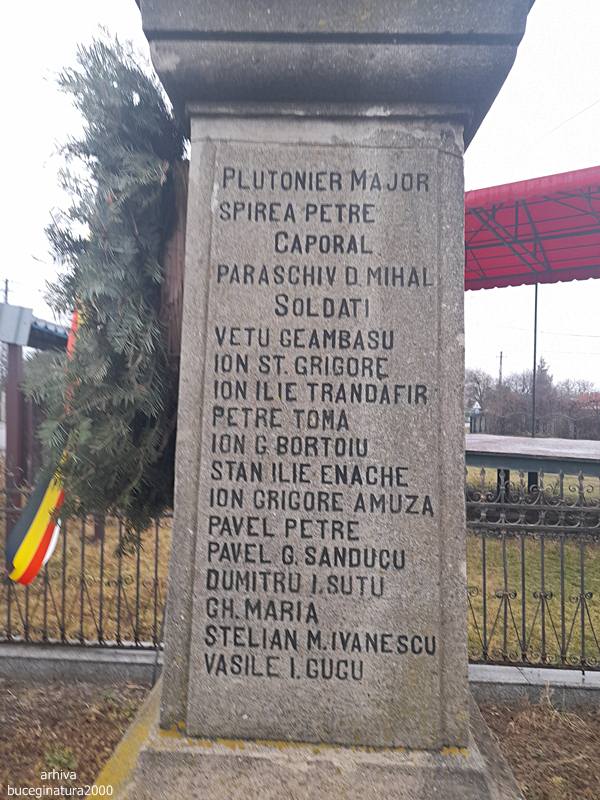 PLUTONIER MAJOR
SPIREA PETRE
CAPORAL
PARASCHIV D. MIHAL
SOLDATI
VETU GEAMBASU
ION ST. GRIGORE
ION ILIE TRANDAFIR
PETRE TOMA
ION G. BORTOIU
STAN ILIE ENACHE
ION GRIGORE AMUZA
PAVEL PETRE
PAVEL G. SANDUCU
DUMITRU I. SUTU
GH. MARIA
STELIAN M. IVANESCU
VASILE I. GUGU
arhiva
buceginatura2000